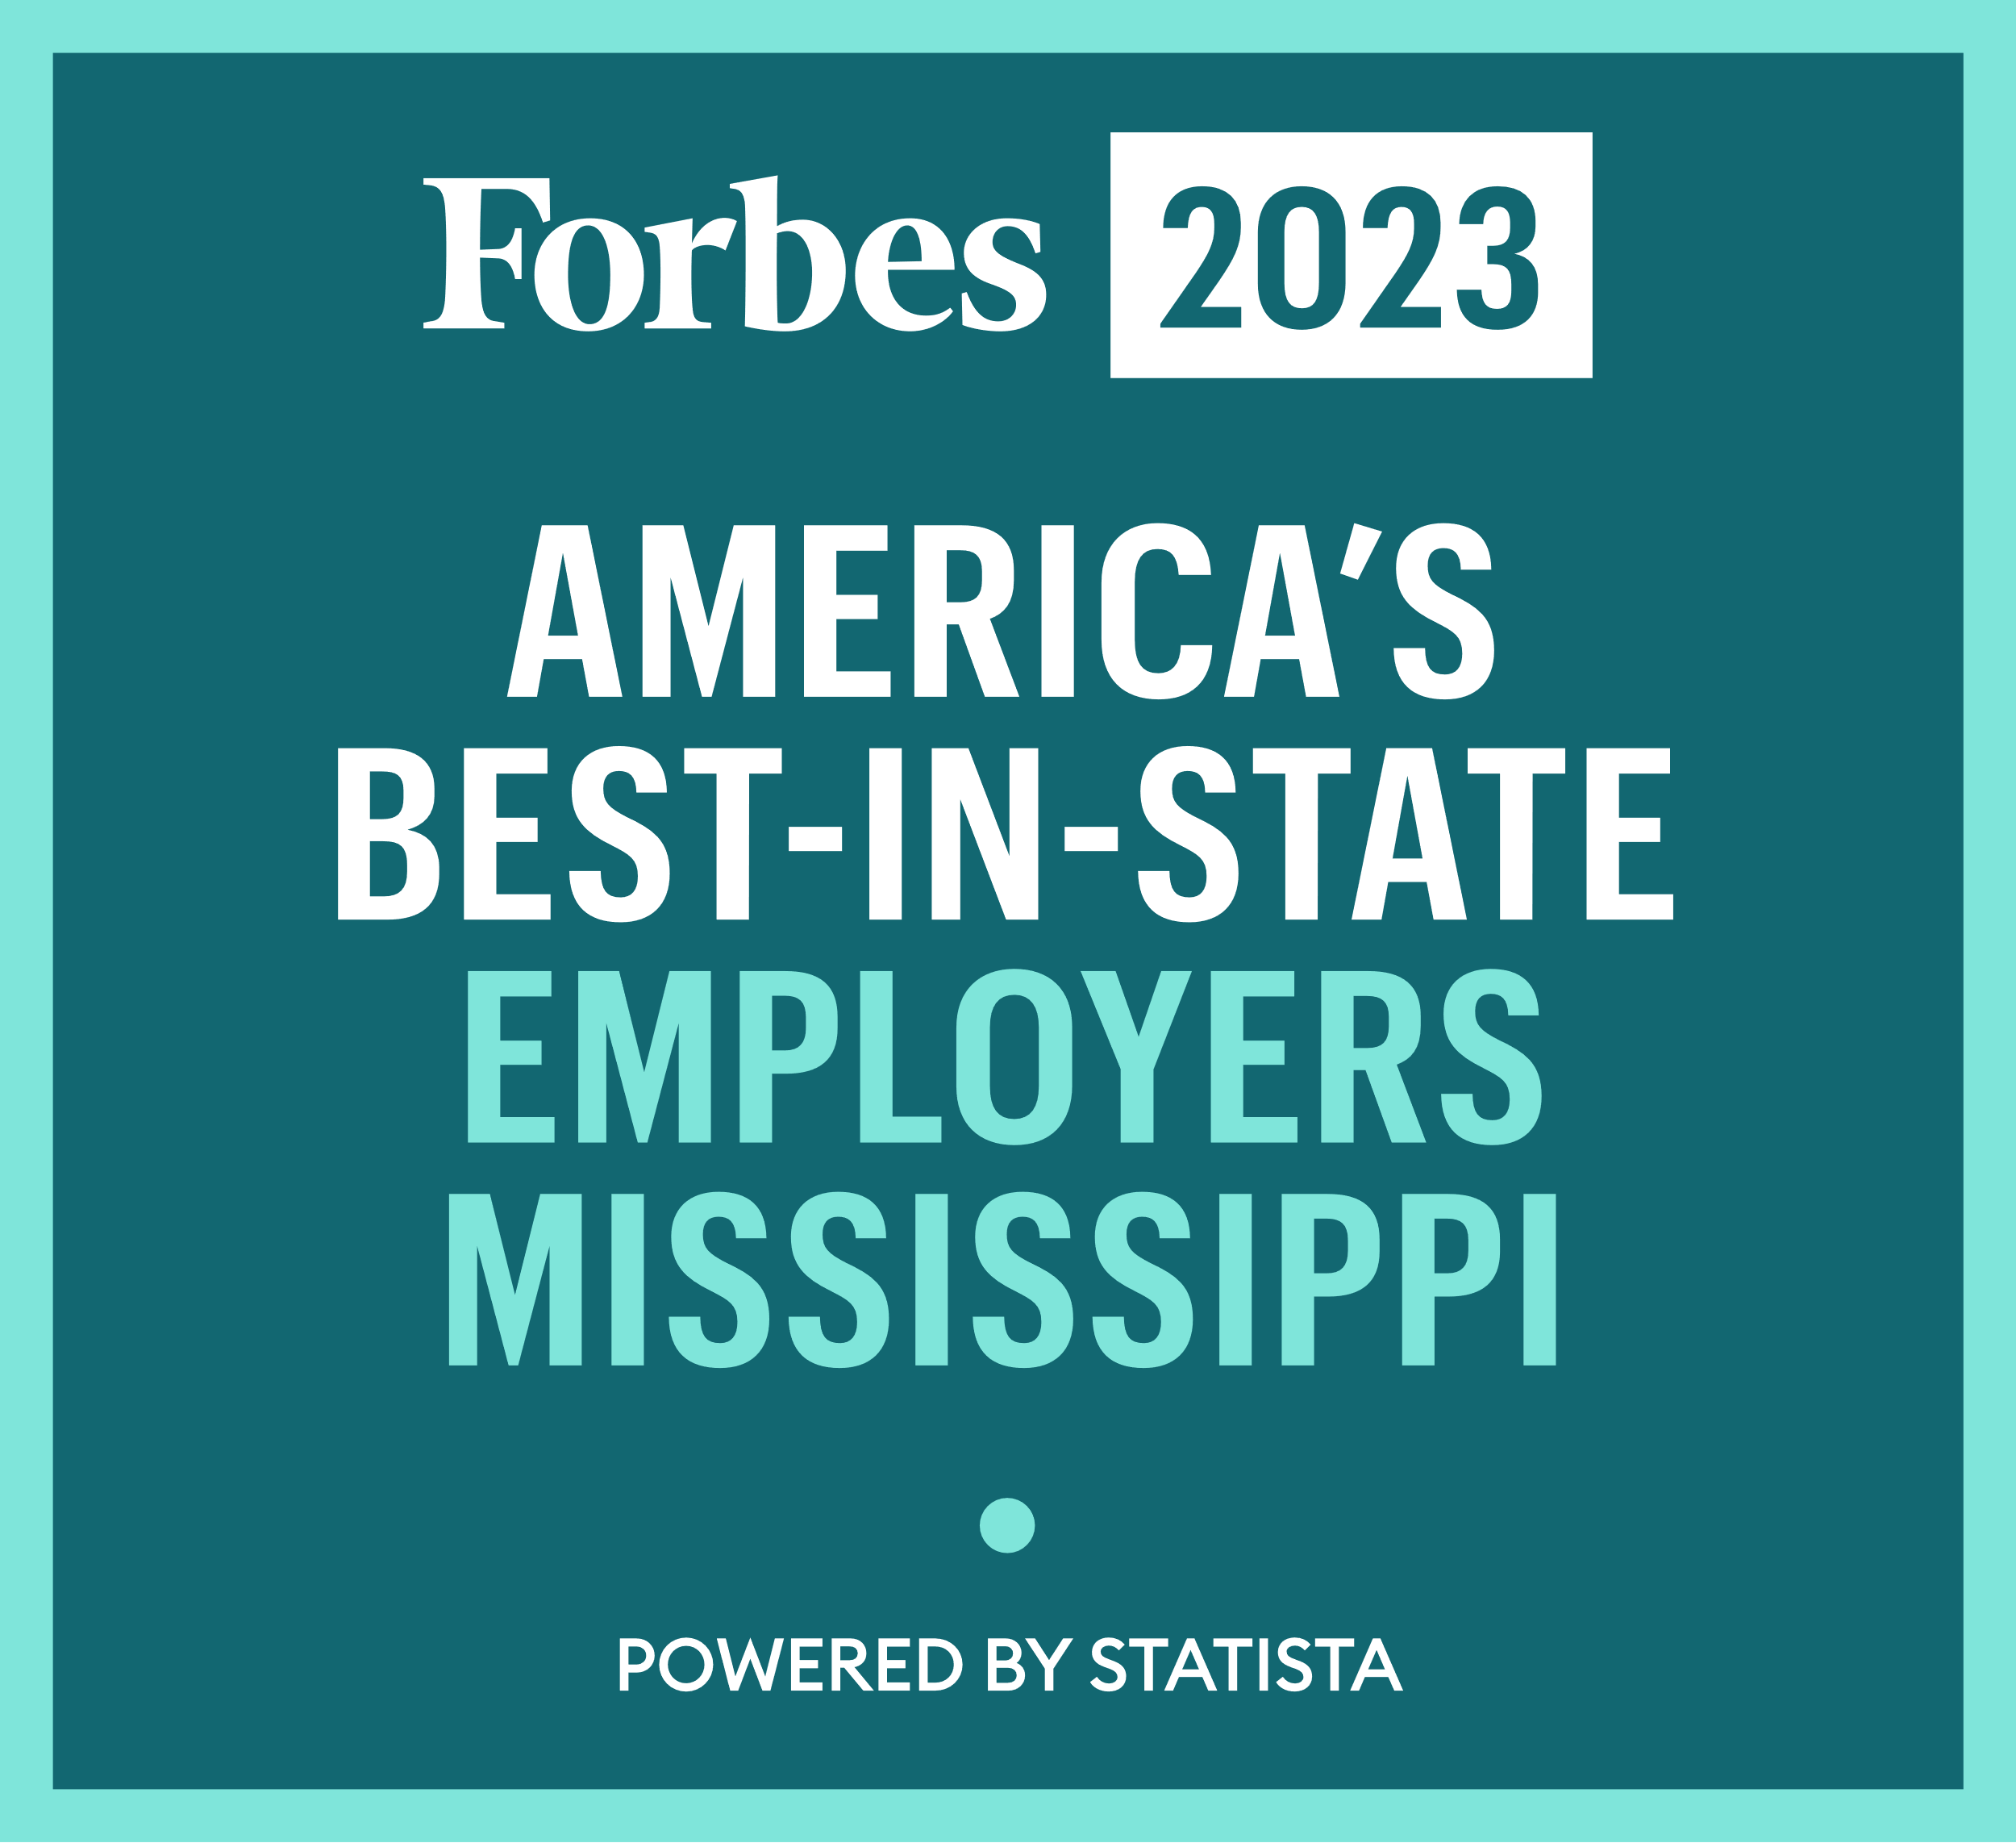 Forbes 2023
AMERICA'S
BEST-IN-STATE
EMPLOYERS
MISSISSIPPI
POWERED BY STATISTA